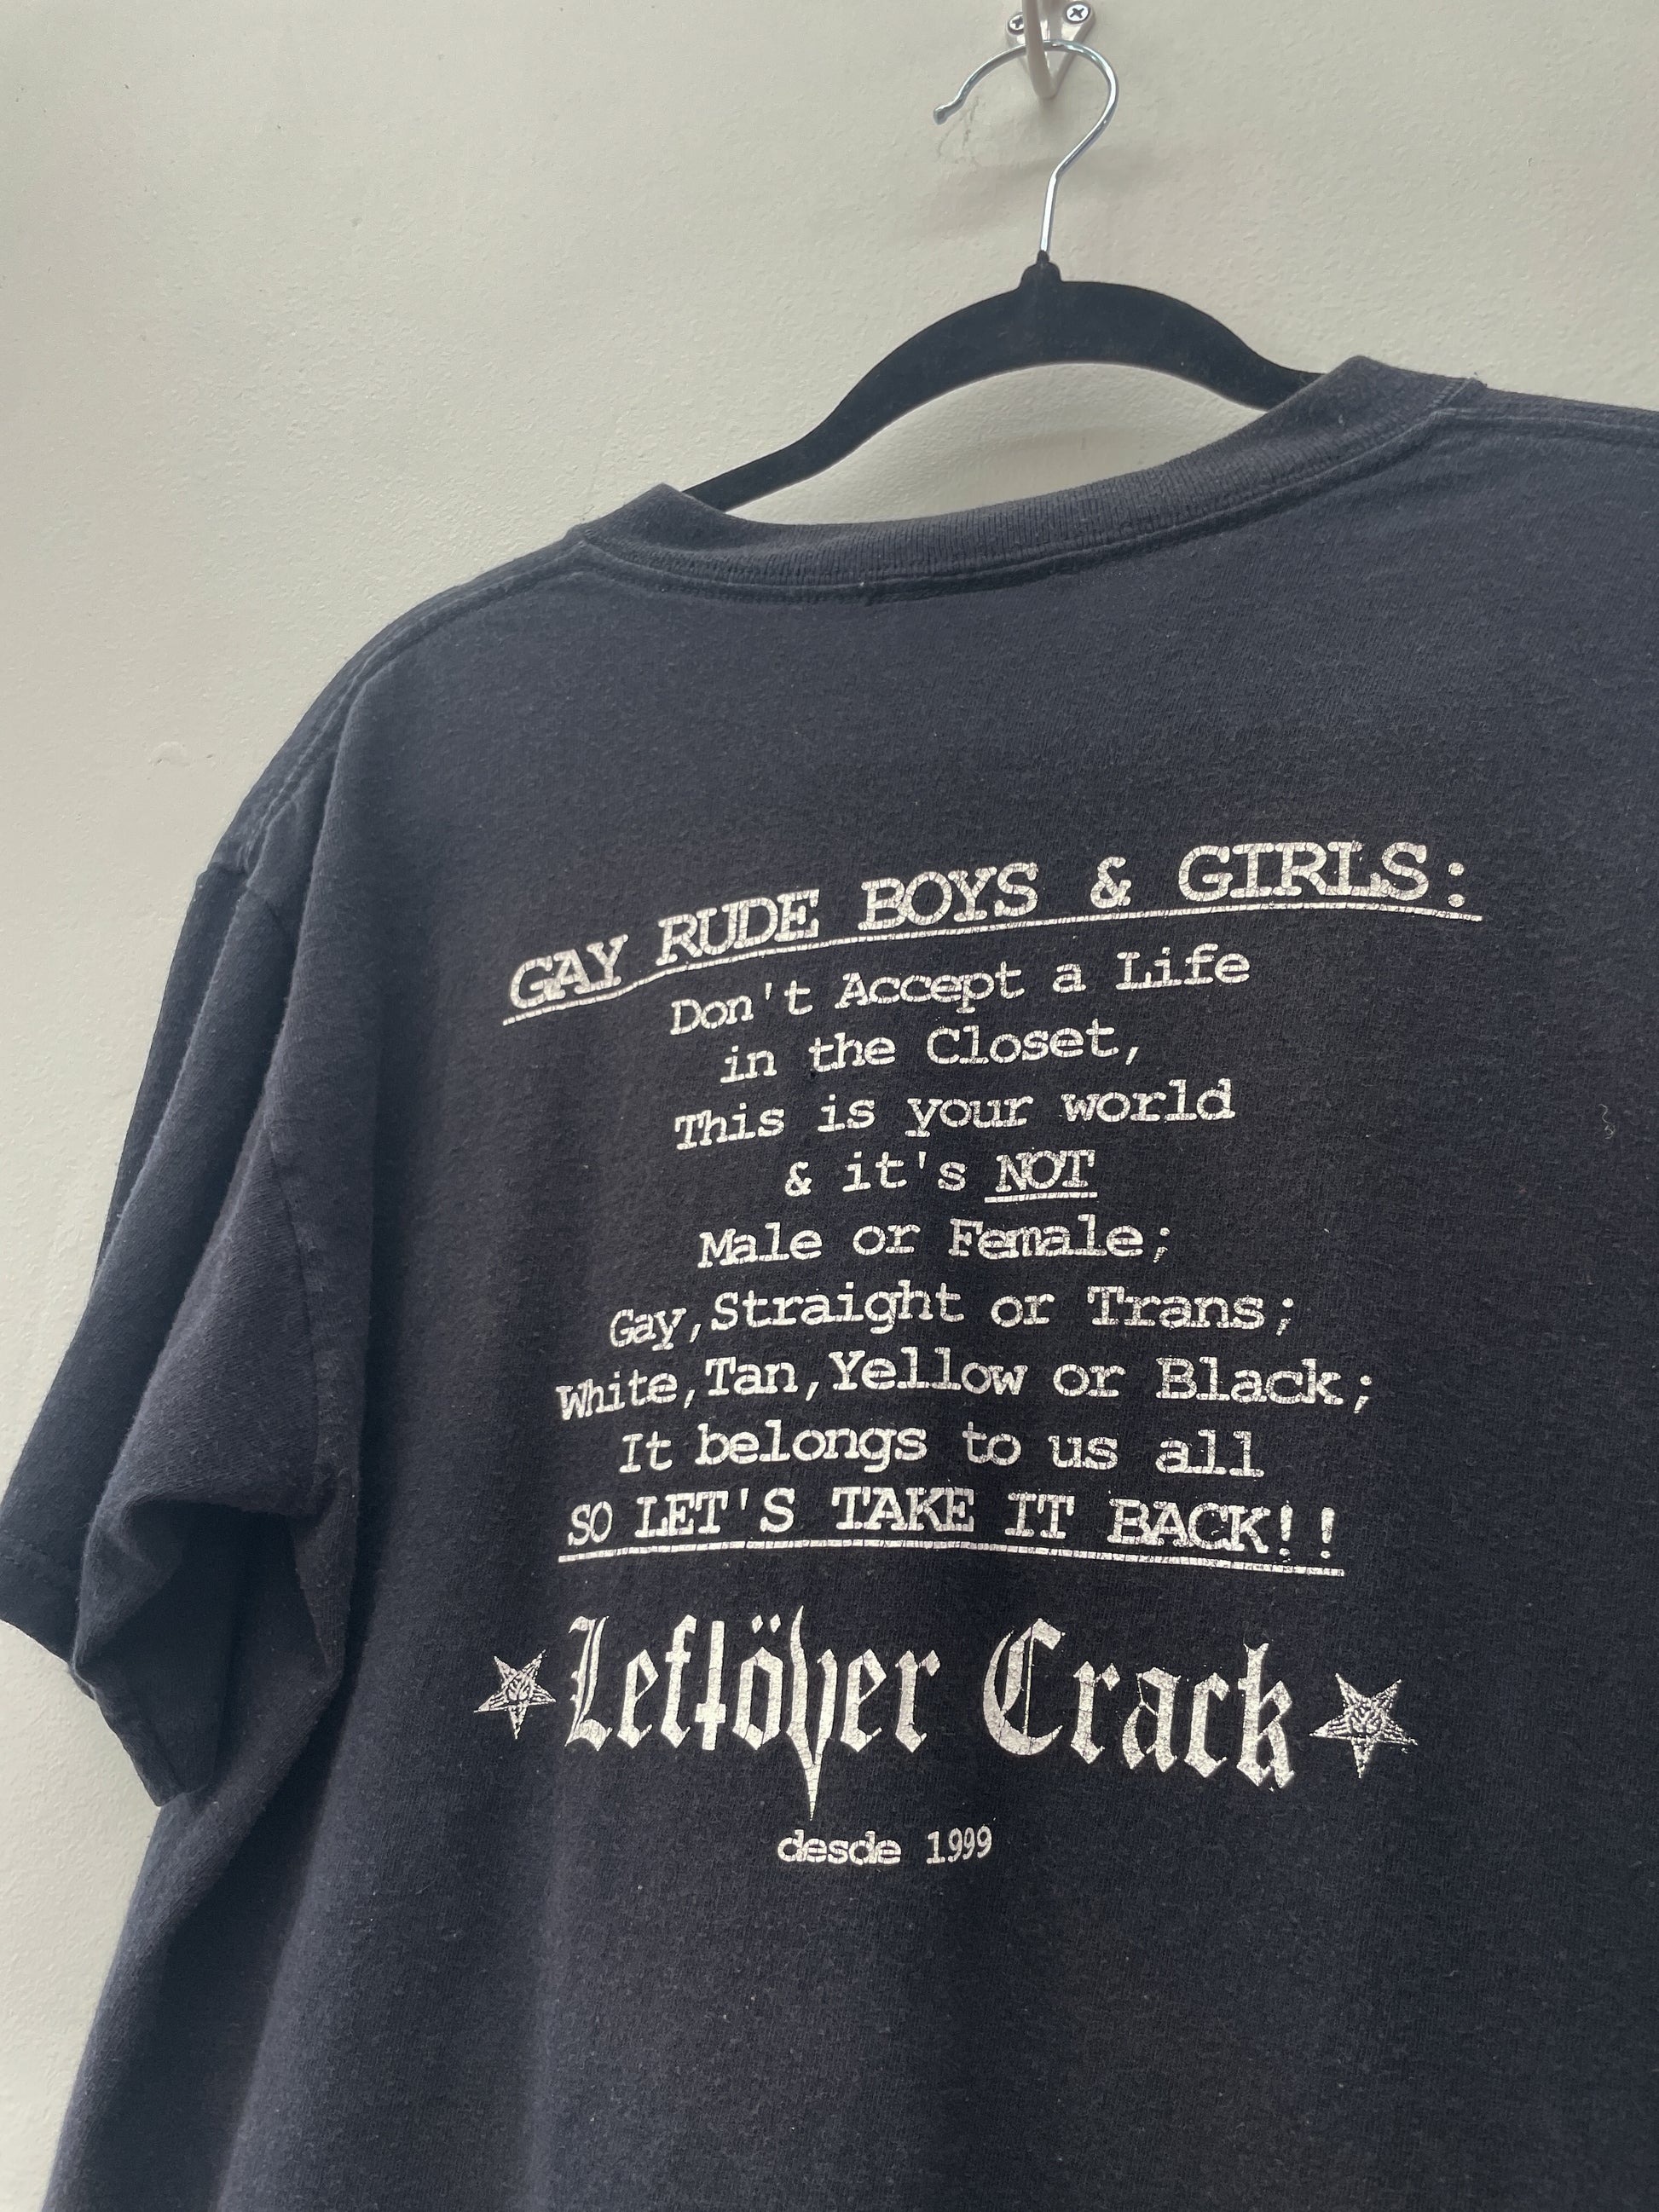 GAY RUDE BOYS & GIRLS:
Don't Accept a Life
in the Closet,
This is your world
& it's NOT
Male or Female;
Gay,Straight or Trans;
White,Tan,Yellow or Black;
It belongs to us all
SO LET'S TAKE IT BACK!!
Leftöver Crack
desde 1999